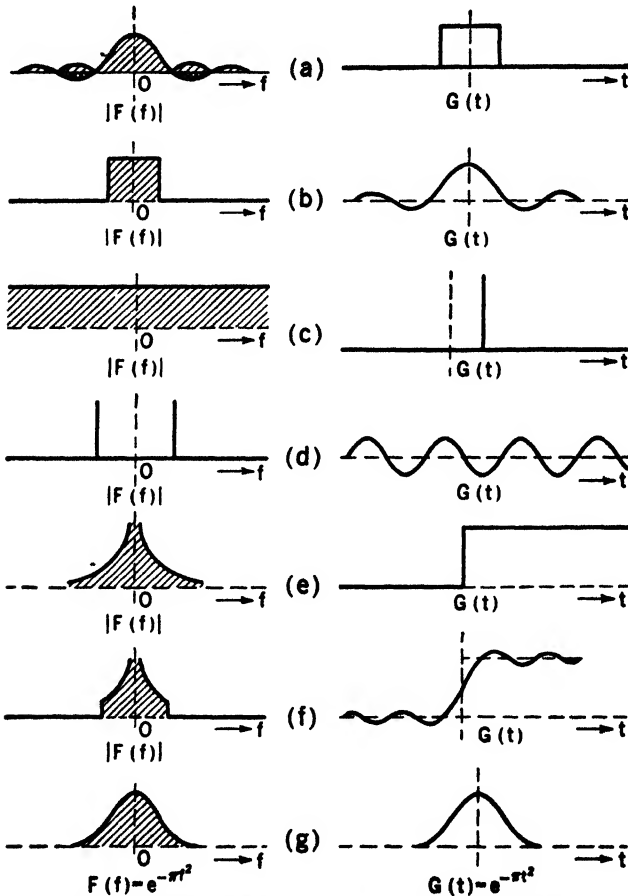 0 → f (a) → t
|F(f)| G(t)
0 → f (b) → t
|F(f)| G(t)
0 → f (c) → t
|F(f)| G(t)
0 → f (d) → t
|F(f)| G(t)
0 → f (e) → t
|F(f)| G(t)
0 → f (f) → t
|F(f)| G(t)
0 → f (g) → t
F(f)=e^{-πf²} G(t)=e^{-πt²}